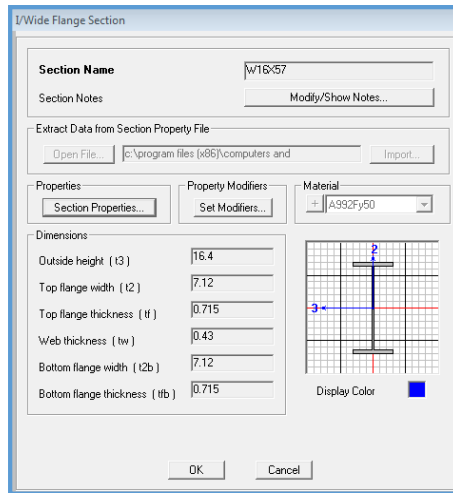 I/Wide Flange Section
Section Name W16X57
Section Notes Modify/Show Notes...
Extract Data from Section Property File
Open File... c:\program files (x86)\computers and Import...
Properties Property Modifiers Material
Section Properties... Set Modifiers... + A992Fy50
Dimensions
Outside height ( t3 ) 16.4
Top flange width ( t2 ) 7.12
Top flange thickness ( tf ) 0.715
Web thickness ( tw ) 0.43
Bottom flange width ( t2b ) 7.12
Bottom flange thickness ( tfb ) 0.715
2
3
Display Color
OK Cancel